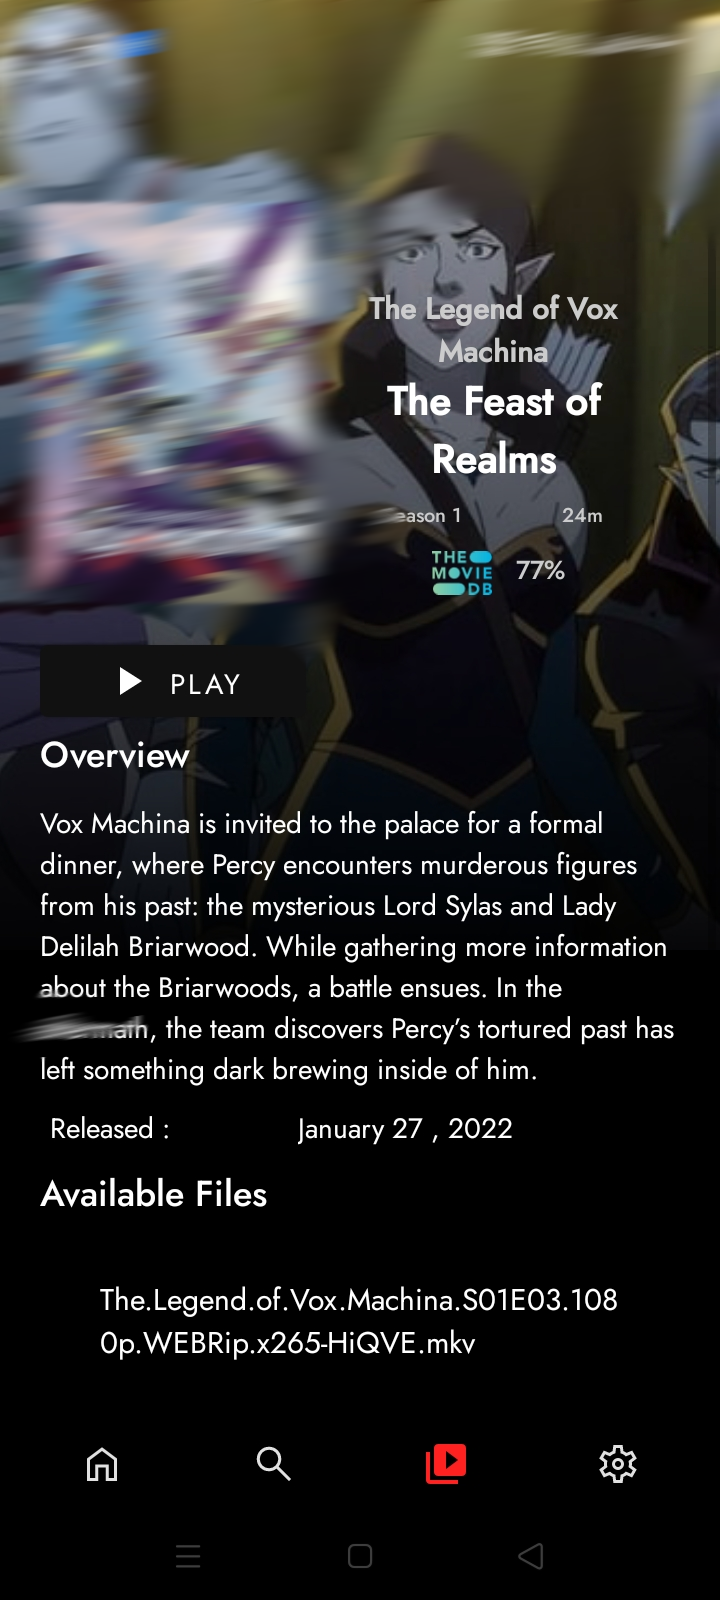 The Legend of Vox
Machina
The Feast of
Realms
1
24m
THE
MOVIE
DB
77%
PLAY
Overview
Vox Machina is invited to the palace for a formal
dinner, where Percy encounters murderous figures
from his past: the mysterious Lord Sylas and Lady
Delilah Briarwood. While gathering more information
about the Briarwoods, a battle ensues. In the
, the team discovers Percy’s tortured past has
left something dark brewing inside of him.
Released :
January 27 , 2022
Available Files
The.Legend.of.Vox.Machina.S01E03.108
0p.WEBRip.x265-HiQVE.mkv